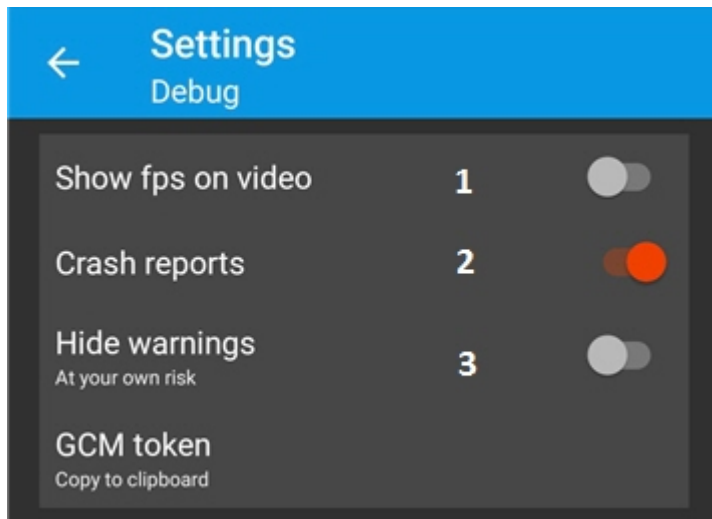 Settings
Debug
Show fps on video 1
Crash reports 2
Hide warnings
At your own risk 3
GCM token
Copy to clipboard